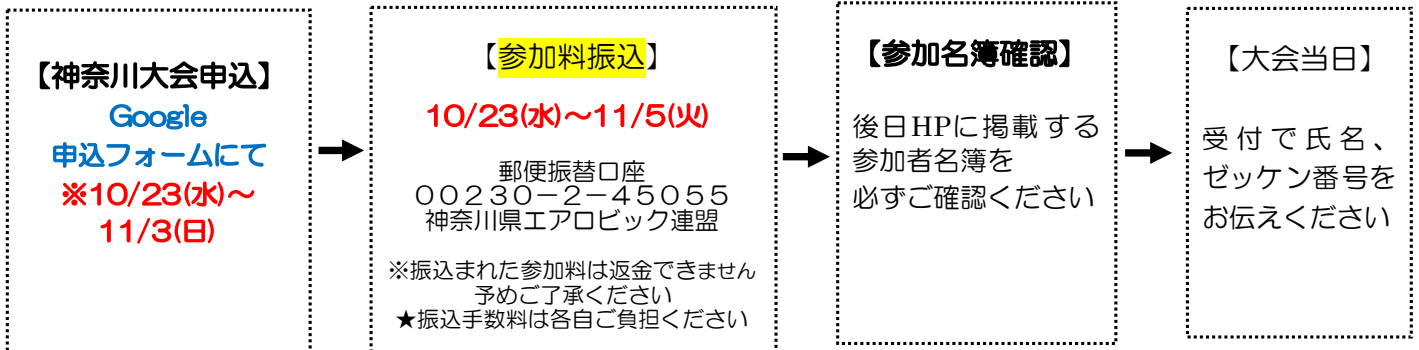 【神奈川大会申込】
Google
申込フォームにて
※10/23(水)～
11/3(日)
【参加料振込】
10/23(水)～11/5(火)
郵便振替口座
００２３０－２－４５０５５
神奈川県エアロビック連盟
※振込まれた参加料は返金できません
予めご了承ください
★振込手数料は各自ご負担ください
【参加名簿確認】
後日HPに掲載する
参加者名簿を
必ずご確認ください
【大会当日】
受付で氏名、
ゼッケン番号を
お伝えください